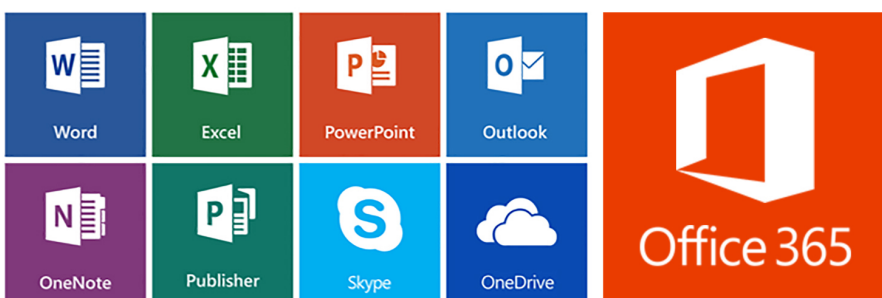 W
X
P
O
Word
Excel
PowerPoint
Outlook
N
P
S
OneNote
Publisher
Skype
OneDrive
Office 365